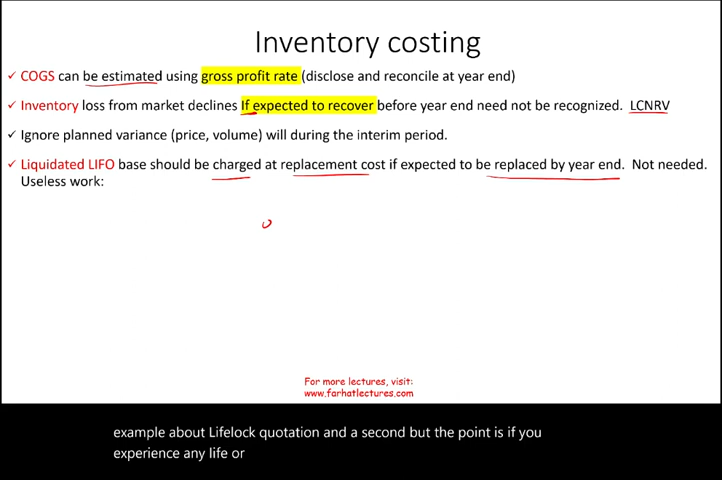 Inventory costing
✓ COGS can be estimated using gross profit rate (disclose and reconcile at year end)
✓ Inventory loss from market declines If expected to recover before year end need not be recognized. LCNRV
✓ Ignore planned variance (price, volume) will during the interim period.
✓ Liquidated LIFO base should be charged at replacement cost if expected to be replaced by year end. Not needed.
Useless work:
For more lectures, visit:
www.farhatlectures.com
example about Lifelock quotation and a second but the point is if you
experience any life or